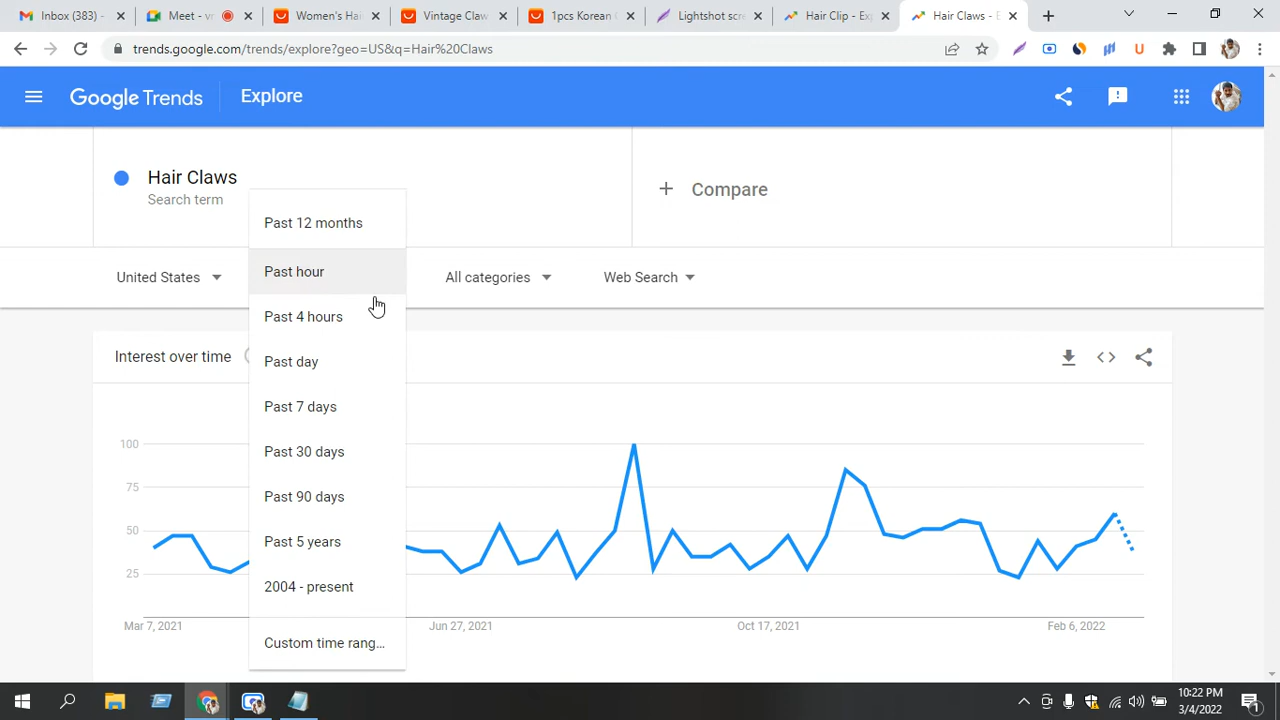 Inbox (383) -
Meet - vr
Women's Hai
Vintage Claw
1pcs Korean
Lightshot scre
Hair Clip - Exp
Hair Claws - E
trends.google.com/trends/explore?geo=US&q=Hair%20Claws
Google Trends
Explore
Hair Claws
Search term
+ Compare
United States
All categories
Web Search
Past 12 months
Past hour
Past 4 hours
Past day
Past 7 days
Past 30 days
Past 90 days
Past 5 years
2004 - present
Custom time rang...
Interest over time
100
75
50
25
Mar 7, 2021
Jun 27, 2021
Oct 17, 2021
Feb 6, 2022
10:22 PM
3/4/2022
1